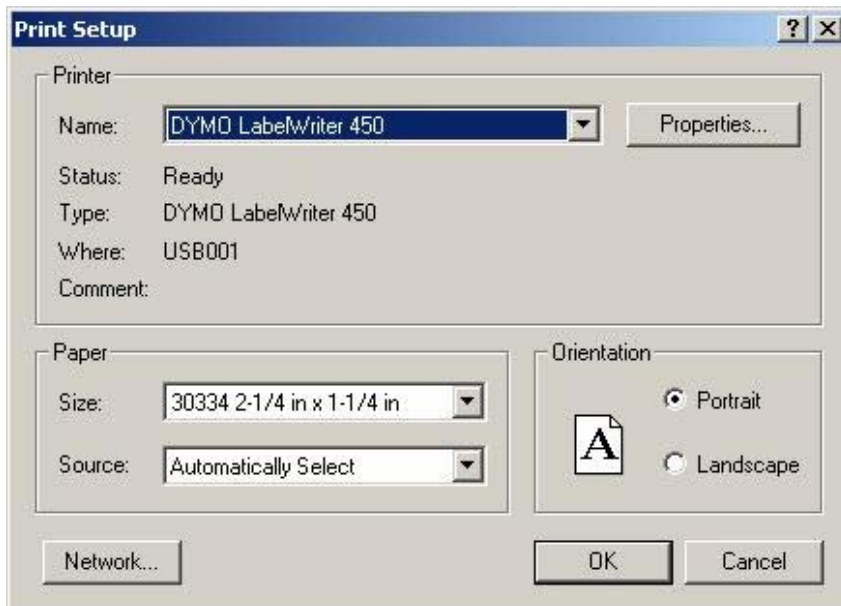 Print Setup
Printer
Name: DYMO LabelWriter 450 Properties...
Status: Ready
Type: DYMO LabelWriter 450
Where: USB001
Comment:
Paper
Size: 30334 2-1/4 in x 1-1/4 in
Source: Automatically Select
Orientation
A
Portrait
Landscape
Network...
OK
Cancel